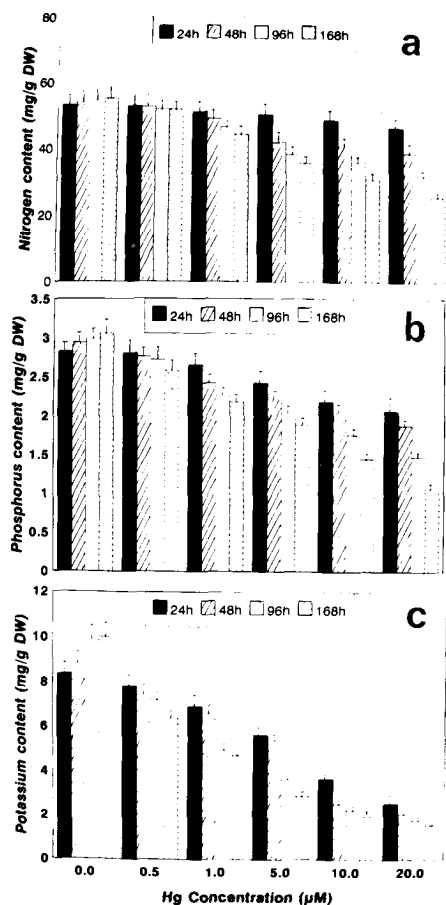 80
60
40
20
0
Nitrogen content (mg/g DW)
24h 48h 96h 168h
a
3.5
3
2.5
2
1.5
1
0.5
0
Phosphorus content (mg/g DW)
24h 48h 96h 168h
b
12
10
8
6
4
2
0
Potassium content (mg/g DW)
24h 48h 96h 168h
c
0.0 0.5 1.0 5.0 10.0 20.0
Hg Concentration (µM)